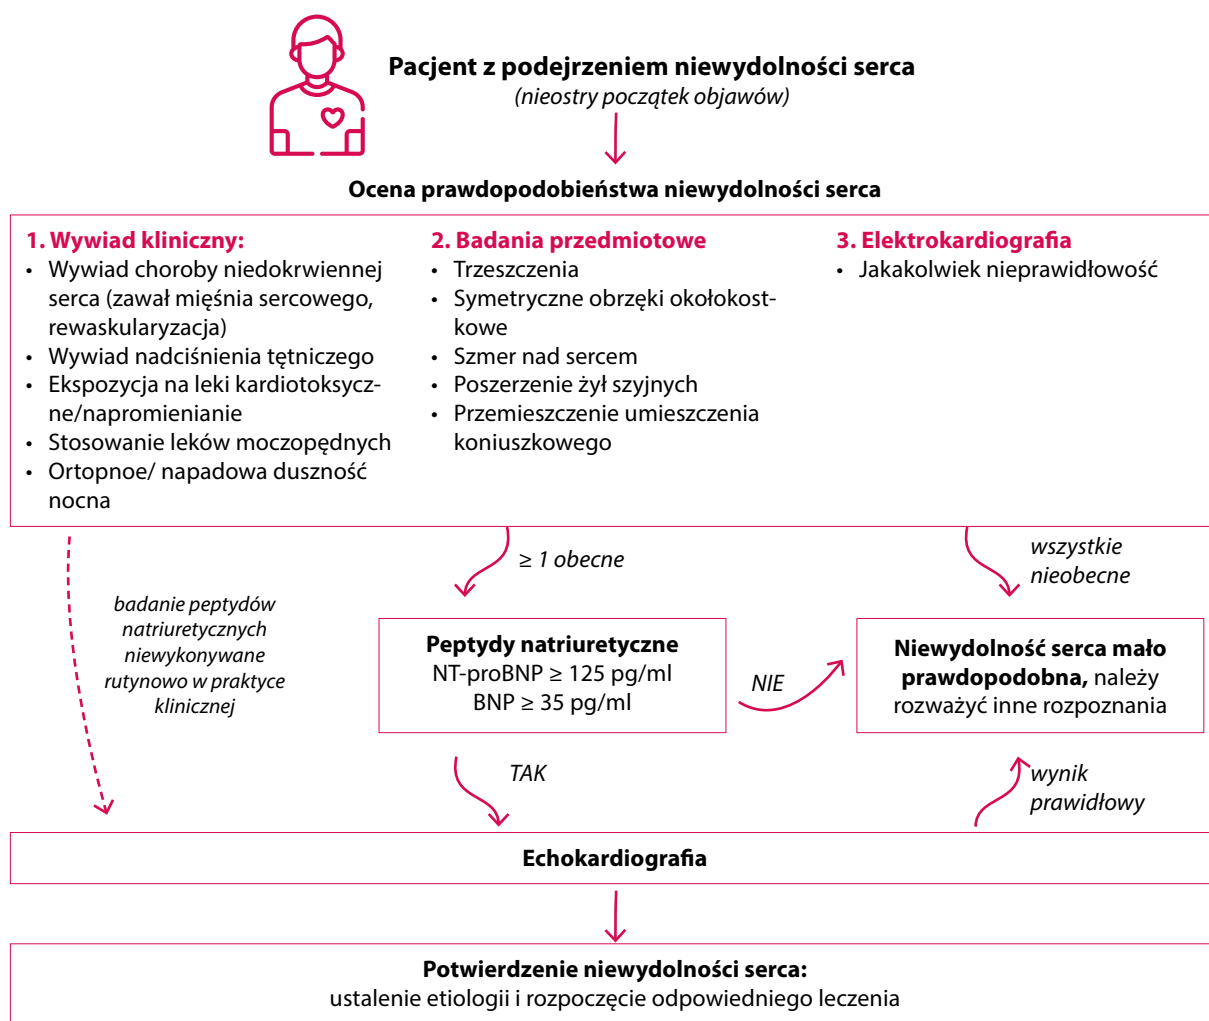 Pacjent z podejrzeniem niewydolności serca
(nieostry początek objawów)
Ocena prawdopodobieństwa niewydolności serca
1. Wywiad kliniczny:
• Wywiad choroby niedokrwiennej
serca (zawał mięśnia sercowego,
rewaskularyzacja)
• Wywiad nadciśnienia tętniczego
• Ekspozycja na leki kardiotoksycz-
ne/napromienianie
• Stosowanie leków moczopędnych
• Ortopnoe/ napadowa duszność
nocna
2. Badania przedmiotowe
• Trzeszczenia
• Symetryczne obrzęki okołokost-
kowe
• Szmer nad sercem
• Poszerzenie żył szyjnych
• Przemieszczenie umieszczenia
koniuszkowego
3. Elektrokardiografia
• Jakakolwiek nieprawidłowość
≥ 1 obecne
wszystkie
nieobecne
badanie peptydów
natriuretycznych
niewykonywane
rutynowo w praktyce
klinicznej
Peptydy natriuretyczne
NT-proBNP ≥ 125 pg/ml
BNP ≥ 35 pg/ml
NIE
Niewydolność serca mało
prawdopodobna, należy
rozważyć inne rozpoznania
TAK
wynik
prawidłowy
Echokardiografia
Potwierdzenie niewydolności serca:
ustalenie etiologii i rozpoczęcie odpowiedniego leczenia